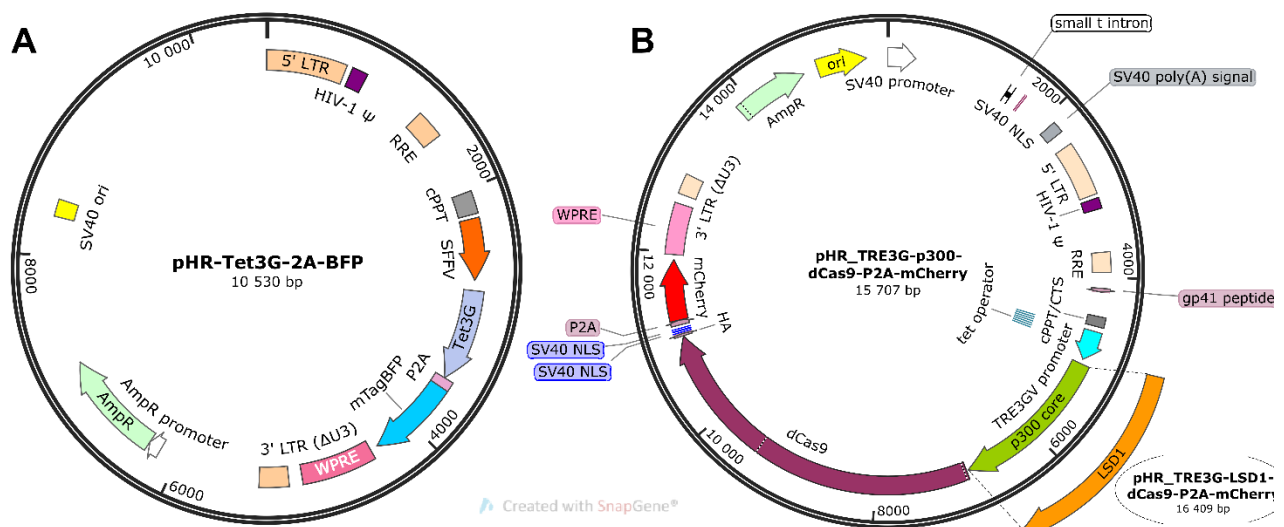 A
10 000
5' LTR
HIV-1 Ψ
RRE
2000
cPPT
SFFV
SV40 ori
8000
pHR-Tet3G-2A-BFP
10 530 bp
Tet3G
P2A
mTagBFP
4000
AmpR promoter
AmpR
3' LTR (ΔU3)
WPRE
6000
Created with SnapGene®
B
small t intron
SV40 poly(A) signal
14 000
ori
SV40 promoter
SV40 NLS
2000
AmpR
5' LTR
HIV-1 Ψ
3' LTR (ΔU3)
WPRE
RRE
4000
12 000
mCherry
pHR_TRE3G-p300-
dCas9-P2A-mCherry
15 707 bp
gp41 peptide
tet operator
cPPT/CTS
P2A
HA
SV40 NLS
SV40 NLS
TRE3GV promoter
p300 core
6000
LSD1
dCas9
10 000
8000
pHR_TRE3G-LSD1-
dCas9-P2A-mCherry
16 409 bp